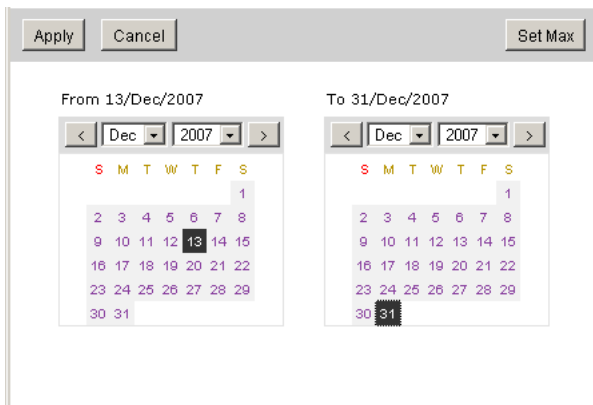 Apply Cancel Set Max
From 13/Dec/2007 To 31/Dec/2007
< Dec 2007 > < Dec 2007 >
S M T W T F S S M T W T F S
1 1
2 3 4 5 6 7 8 2 3 4 5 6 7 8
9 10 11 12 13 14 15 9 10 11 12 13 14 15
16 17 18 19 20 21 22 16 17 18 19 20 21 22
23 24 25 26 27 28 29 23 24 25 26 27 28 29
30 31 30 31